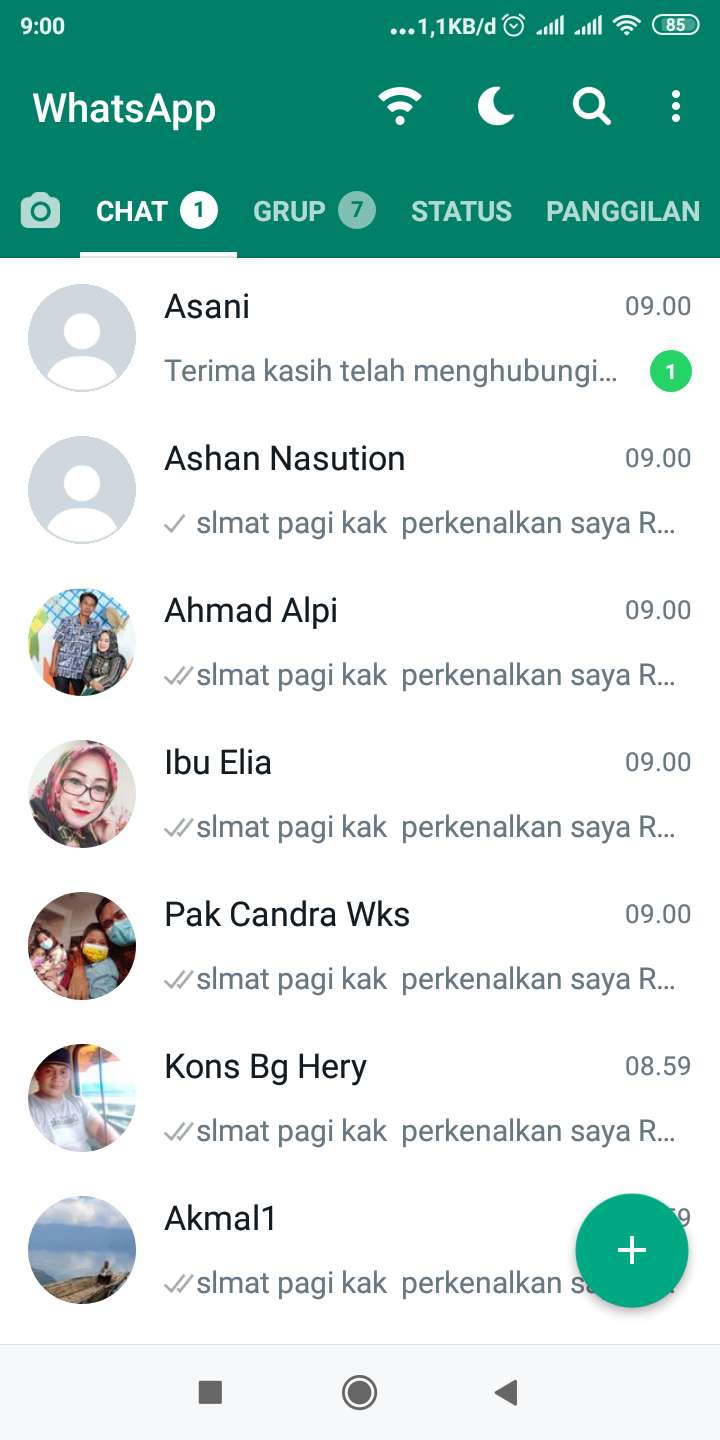 9:00 ...1,1KB/d 85
WhatsApp
CHAT 1 GRUP 7 STATUS PANGGILAN
Asani 09.00
Terima kasih telah menghubungi... 1
Ashan Nasution 09.00
slmat pagi kak  perkenalkan saya R...
Ahmad Alpi 09.00
slmat pagi kak  perkenalkan saya R...
Ibu Elia 09.00
slmat pagi kak  perkenalkan saya R...
Pak Candra Wks 09.00
slmat pagi kak  perkenalkan saya R...
Kons Bg Hery 08.59
slmat pagi kak  perkenalkan saya R...
Akmal1
slmat pagi kak  perkenalkan